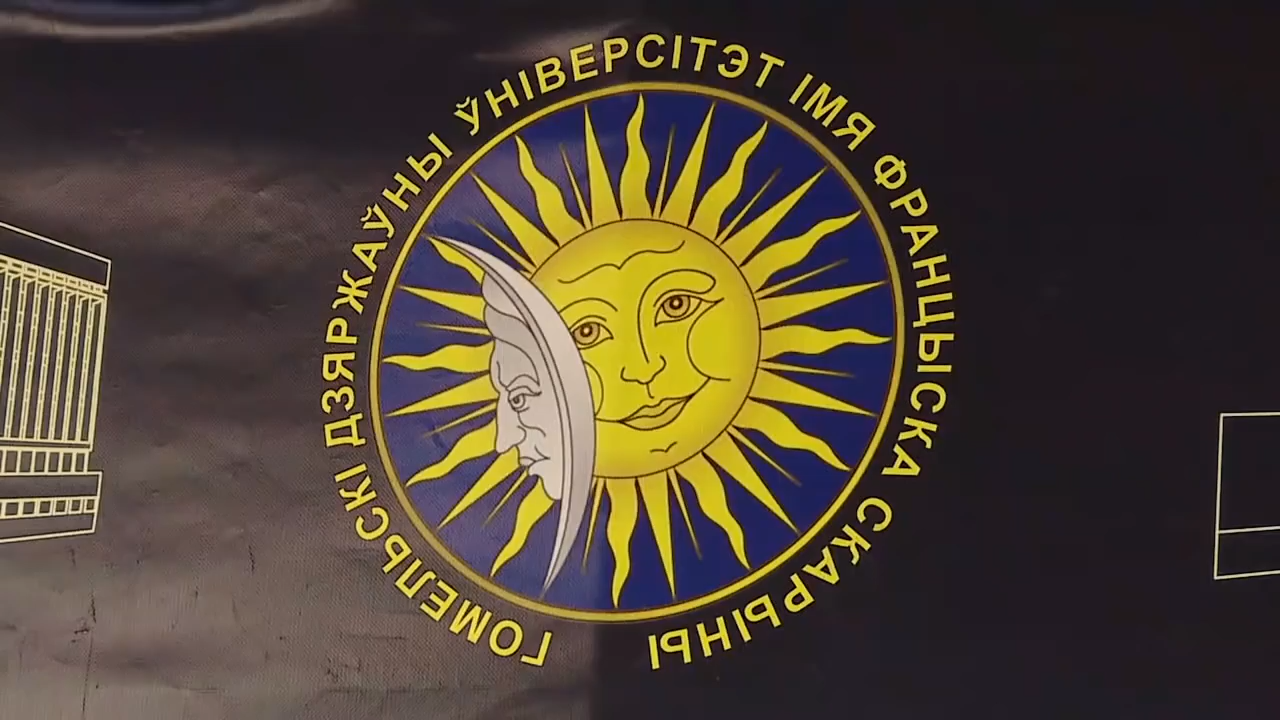 ГОМЕЛЬСКІ ДЗЯРЖАЎНЫ ЎНІВЕРСІТЭТ ІМЯ ФРАНЦЫСКА СКАРЫНЫ